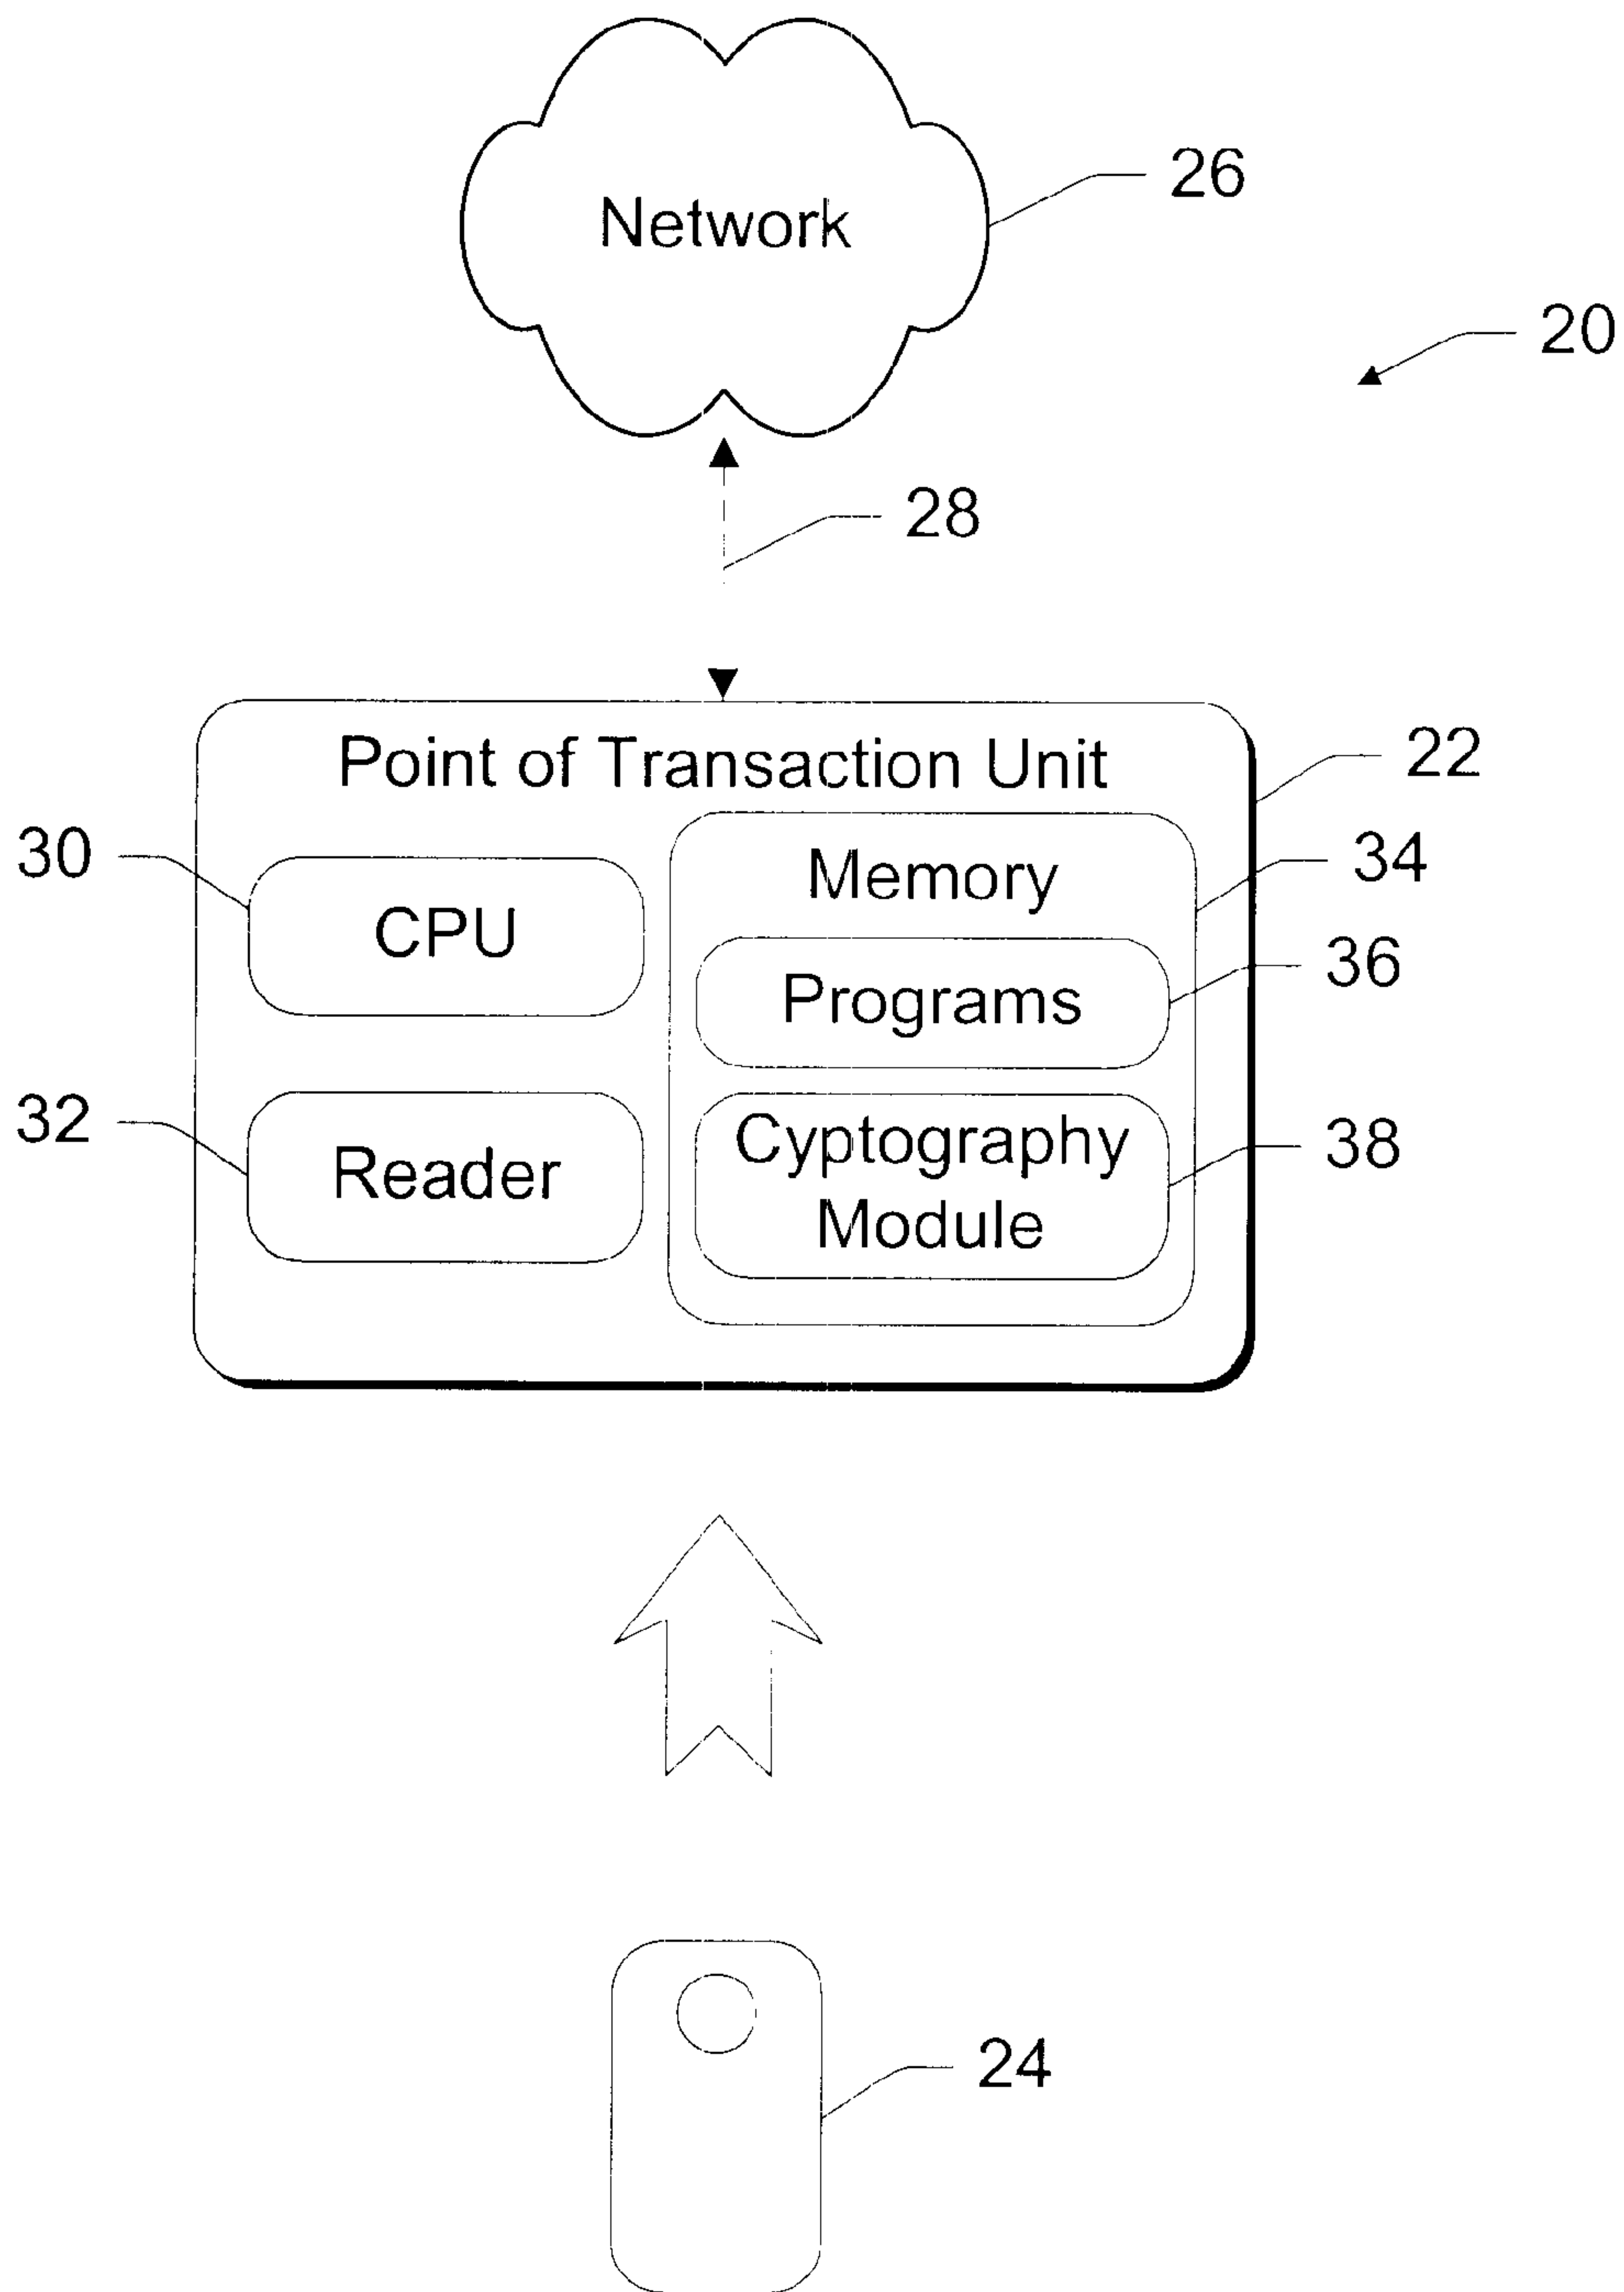 Network
26
20
28
Point of Transaction Unit
22
30
CPU
Memory
34
Programs
36
32
Reader
Cyptography
Module
38
24